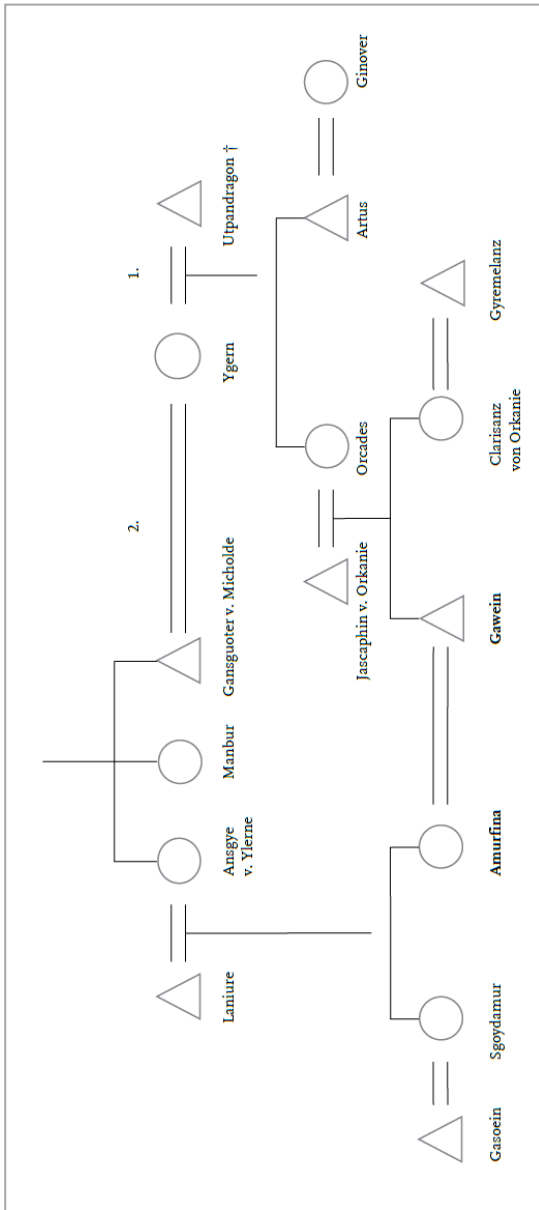 2.
1.
Laniure
Ansgye
v. Ylerne
Manbur
Gansguoter v. Micholde
Ygern
Utpandragon †
Jascaphin v. Orkanie
Orcades
Artus
Ginover
Gasoein
Sgoydamur
Amurfina
Gawein
Clarisanz
von Orkanie
Gyremelanz